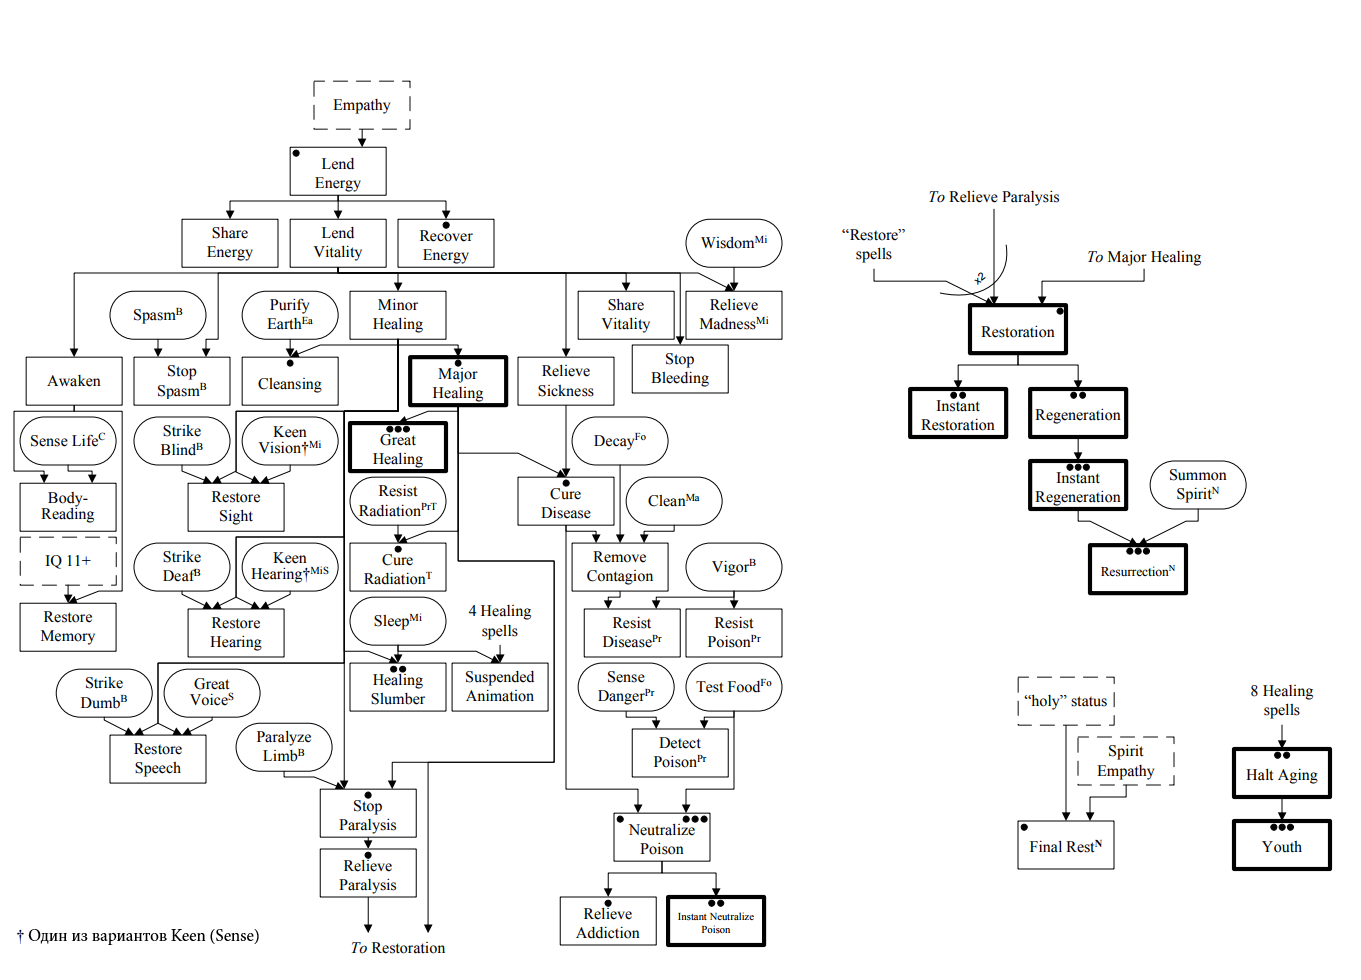 Empathy
Lend
Energy
Share
Energy
Lend
Vitality
Recover
Energy
Wisdom^Mi
Spasm^B
Purify
Earth^Ea
Minor
Healing
Share
Vitality
Relieve
Madness^Mi
Awaken
Stop
Spasm^B
Cleansing
Major
Healing
Relieve
Sickness
Stop
Bleeding
Sense Life^C
Strike
Blind^B
Keen
Vision†^Mi
Great
Healing
Decay^Fo
Body-
Reading
Restore
Sight
Resist
Radiation^PrT
Cure
Disease
Clean^Ma
IQ 11+
Strike
Deaf^B
Keen
Hearing†^MiS
Cure
Radiation^T
Remove
Contagion
Vigor^B
Restore
Memory
Restore
Hearing
Sleep^Mi
4 Healing
spells
Resist
Disease^Pr
Resist
Poison^Pr
Strike
Dumb^B
Great
Voice^S
Healing
Slumber
Suspended
Animation
Sense
Danger^Pr
Test Food^Fo
Restore
Speech
Paralyze
Limb^B
Detect
Poison^Pr
Stop
Paralysis
Neutralize
Poison
Relieve
Paralysis
Relieve
Addiction
Instant Neutralize
Poison
To Restoration
† Один из вариантов Keen (Sense)
To Relieve Paralysis
“Restore”
spells
To Major Healing
x2
Restoration
Instant
Restoration
Regeneration
Instant
Regeneration
Summon
Spirit^N
Resurrection^N
“holy” status
Spirit
Empathy
Final Rest^N
8 Healing
spells
Halt Aging
Youth